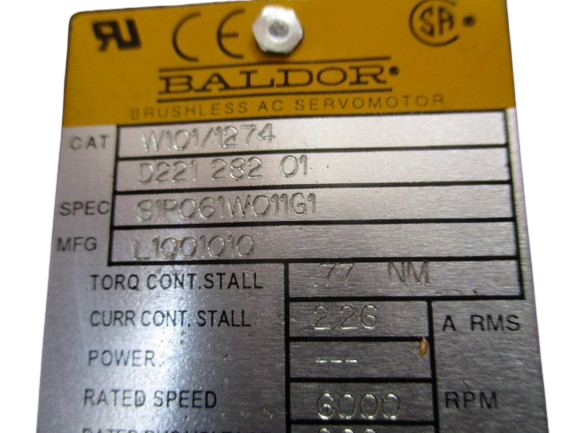 CE
SA®
BALDOR®
BRUSHLESS AC SERVOMOTOR
CAT W101/1274
D221 282 01
SPEC S1P061W011G1
MFG L1001010
TORQ CONT.STALL .77 NM
CURR CONT. STALL 2.26 A RMS
POWER ---
RATED SPEED 6000 RPM